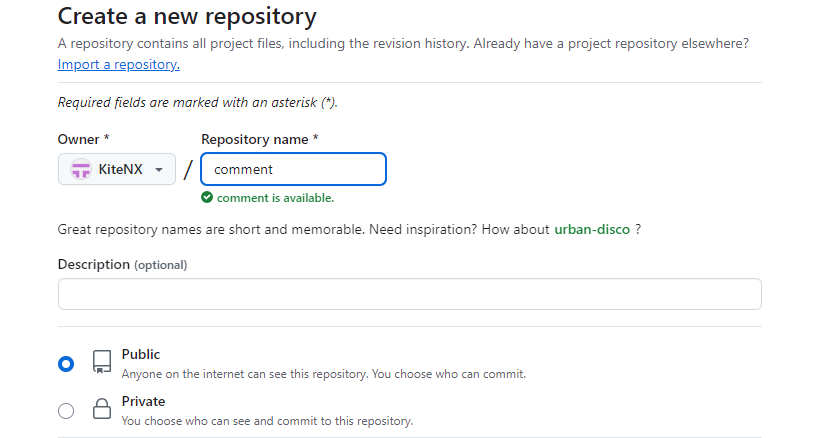 Create a new repository
A repository contains all project files, including the revision history. Already have a project repository elsewhere?
Import a repository.
Required fields are marked with an asterisk (*).
Owner *
Repository name *
KiteNX
/
comment
comment is available.
Great repository names are short and memorable. Need inspiration? How about urban-disco ?
Description (optional)
Public
Anyone on the internet can see this repository. You choose who can commit.
Private
You choose who can see and commit to this repository.